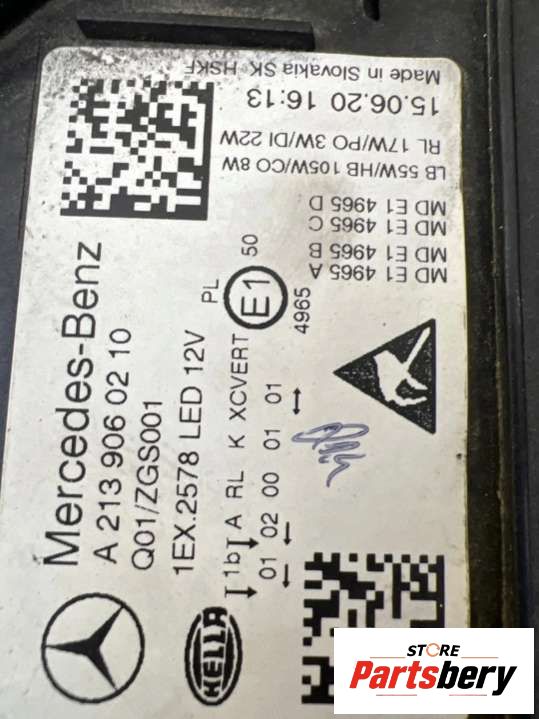 Mercedes-Benz
A 213 906 02 10
Q01/ZGS001
1EX.2578 LED 12V
PL
1b A RL K XCVERT
01 02 00 01 01
E1
50
4965
HELLA
MD E1 4965 A
MD E1 4965 B
MD E1 4965 C
MD E1 4965 D
LB 55W/HB 105W/CO 8W
RL 17W/PO 3W/DI 22W
15.06.20 16:13
Made in Slovakia SK HSKF
STORE
Partsbery